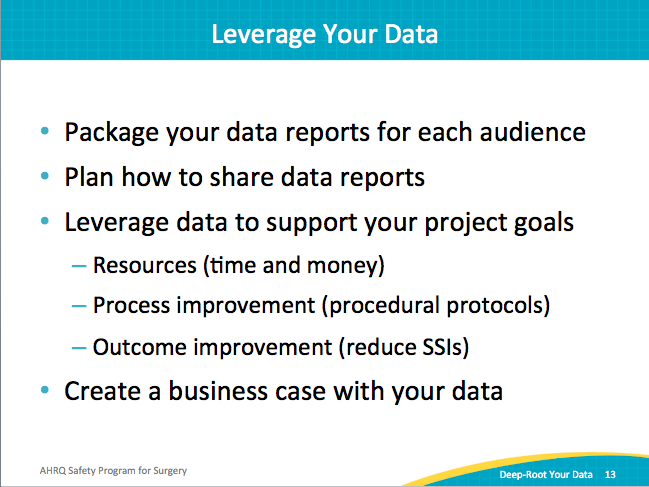 Leverage Your Data
• Package your data reports for each audience
• Plan how to share data reports
• Leverage data to support your project goals
– Resources (time and money)
– Process improvement (procedural protocols)
– Outcome improvement (reduce SSIs)
• Create a business case with your data
AHRQ Safety Program for Surgery
Deep-Root Your Data 13